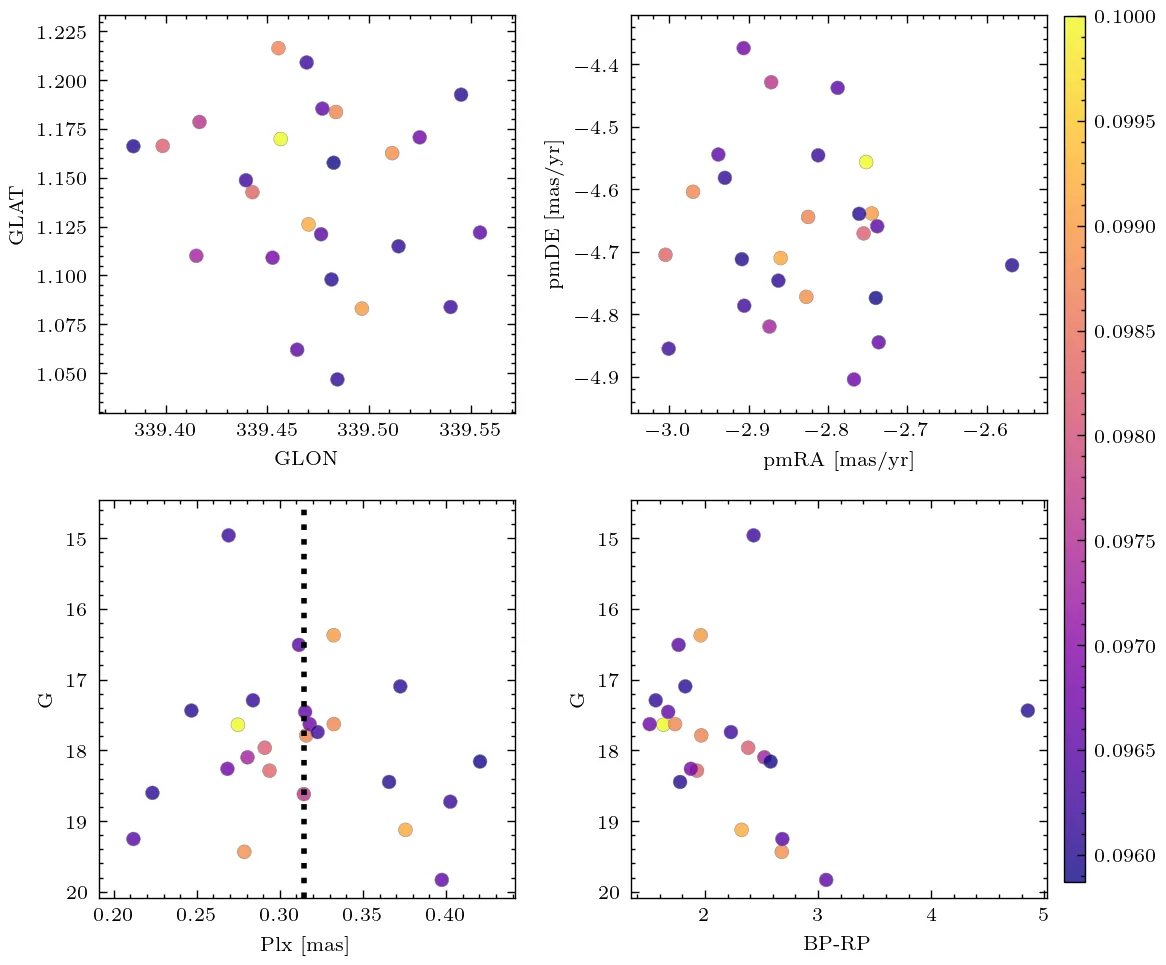 1.225
1.200
1.175
1.150
1.125
1.100
1.075
1.050
GLAT
339.40 339.45 339.50 339.55
GLON
−4.4
−4.5
−4.6
−4.7
−4.8
−4.9
pmDE [mas/yr]
−3.0 −2.9 −2.8 −2.7 −2.6
pmRA [mas/yr]
15
16
17
18
19
20
G
0.20 0.25 0.30 0.35 0.40
Plx [mas]
15
16
17
18
19
20
G
2 3 4 5
BP-RP
0.1000
0.0995
0.0990
0.0985
0.0980
0.0975
0.0970
0.0965
0.0960